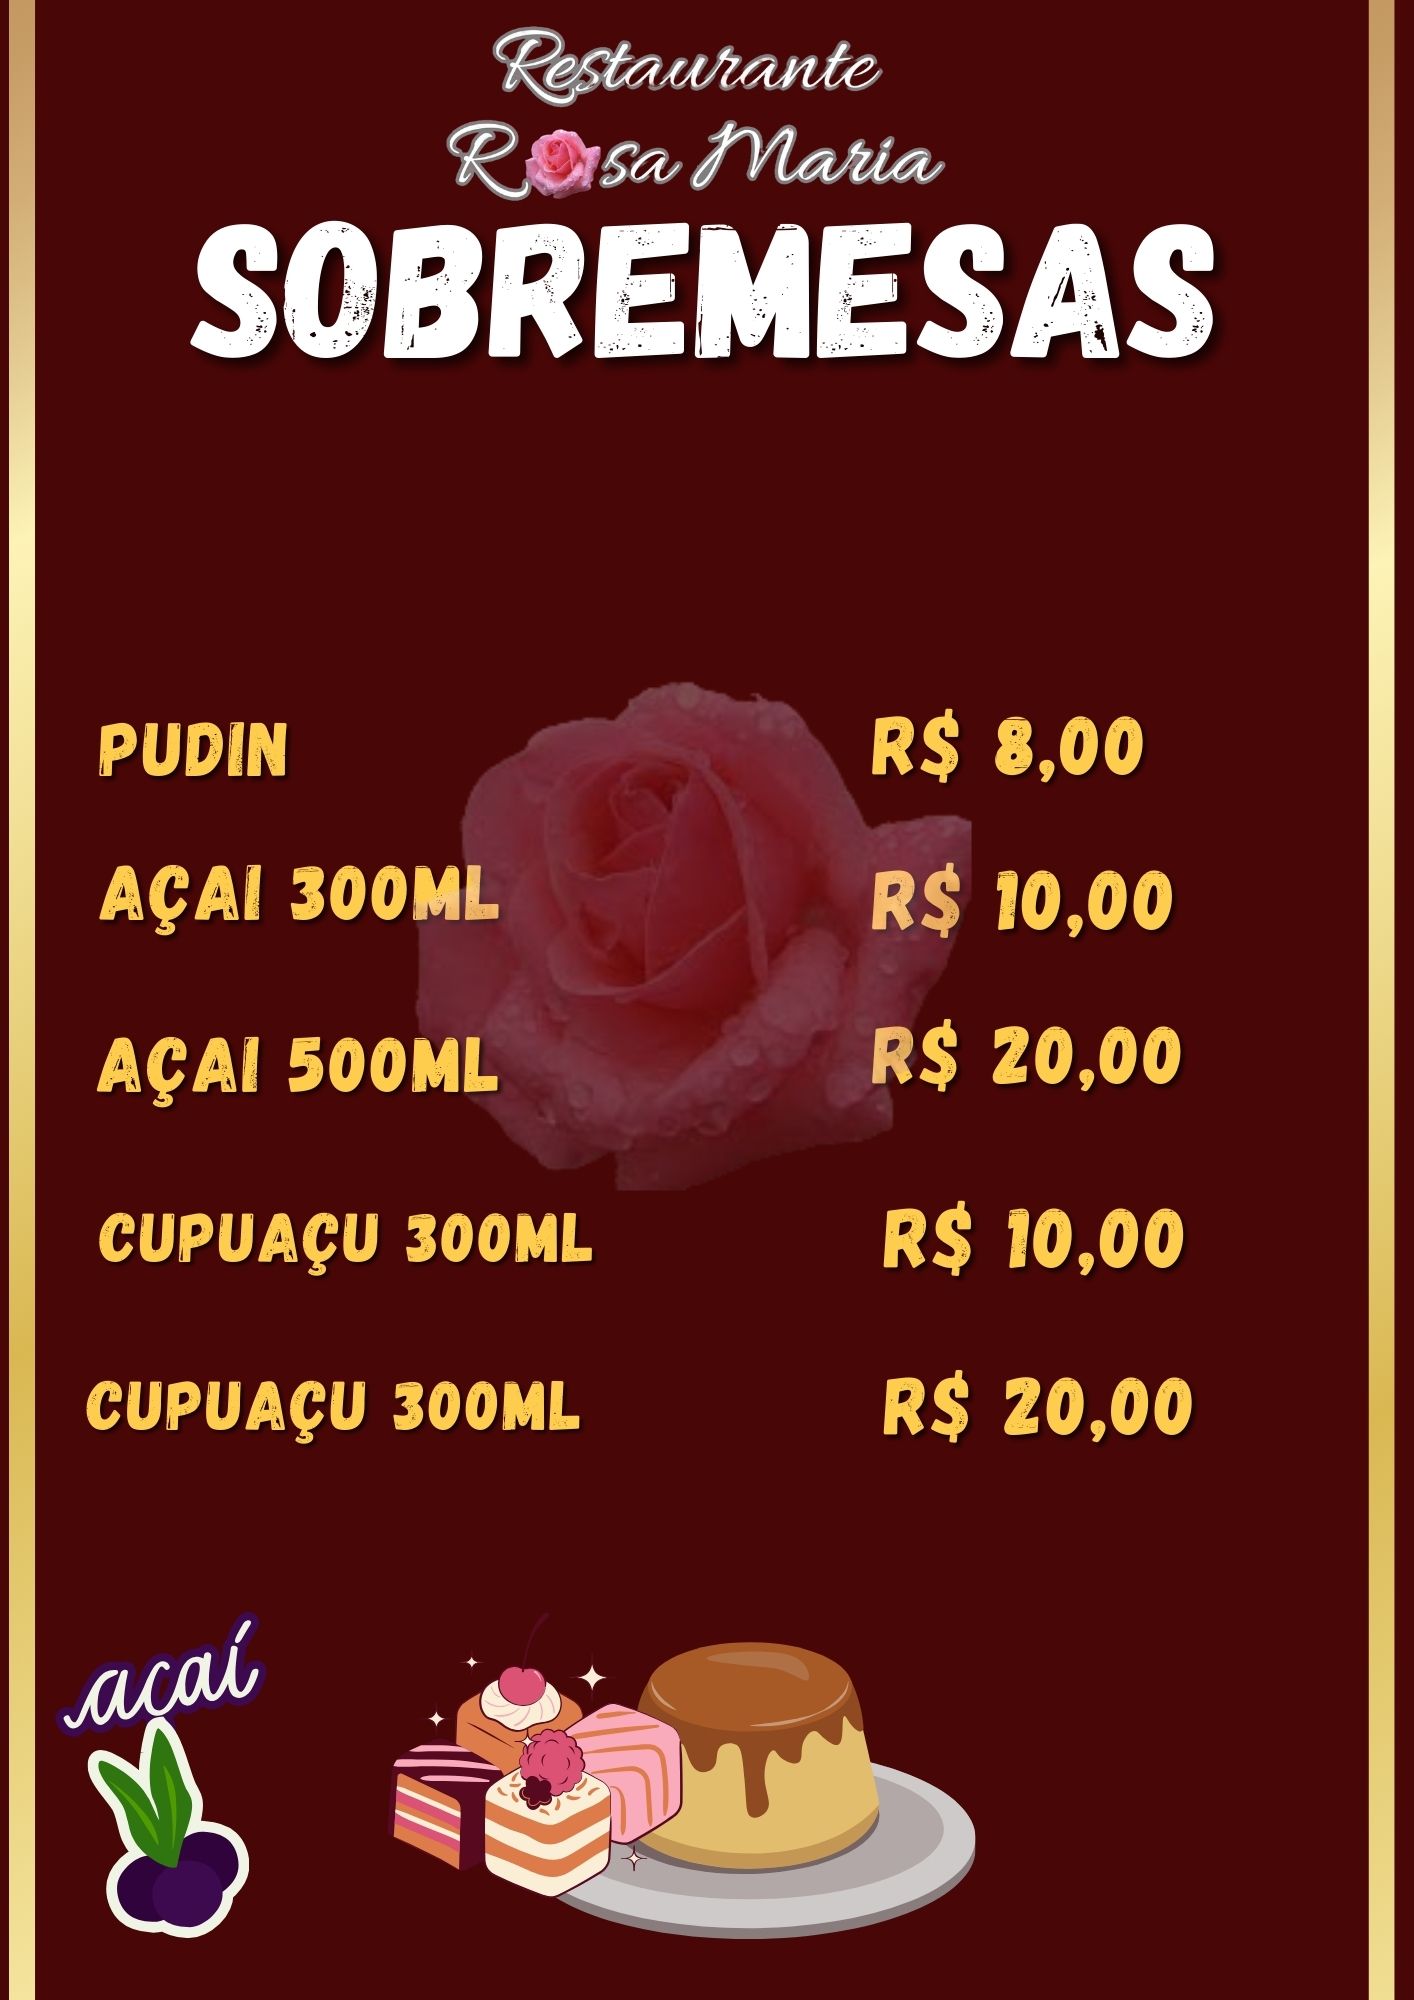 Restaurante
Rosa Maria
SOBREMESAS
PUDIN R$ 8,00
AÇAI 300ML R$ 10,00
AÇAI 500ML R$ 20,00
CUPUAÇU 300ML R$ 10,00
CUPUAÇU 300ML R$ 20,00
açaí